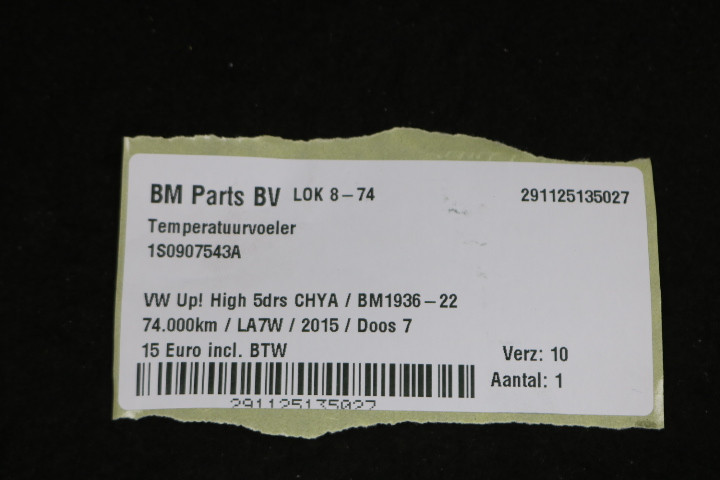 BM Parts BV LOK 8-74 291125135027
Temperatuurvoeler
1S0907543A
VW Up! High 5drs CHYA / BM1936-22
74.000km / LA7W / 2015 / Doos 7
15 Euro incl. BTW Verz: 10
Aantal: 1
291125135027